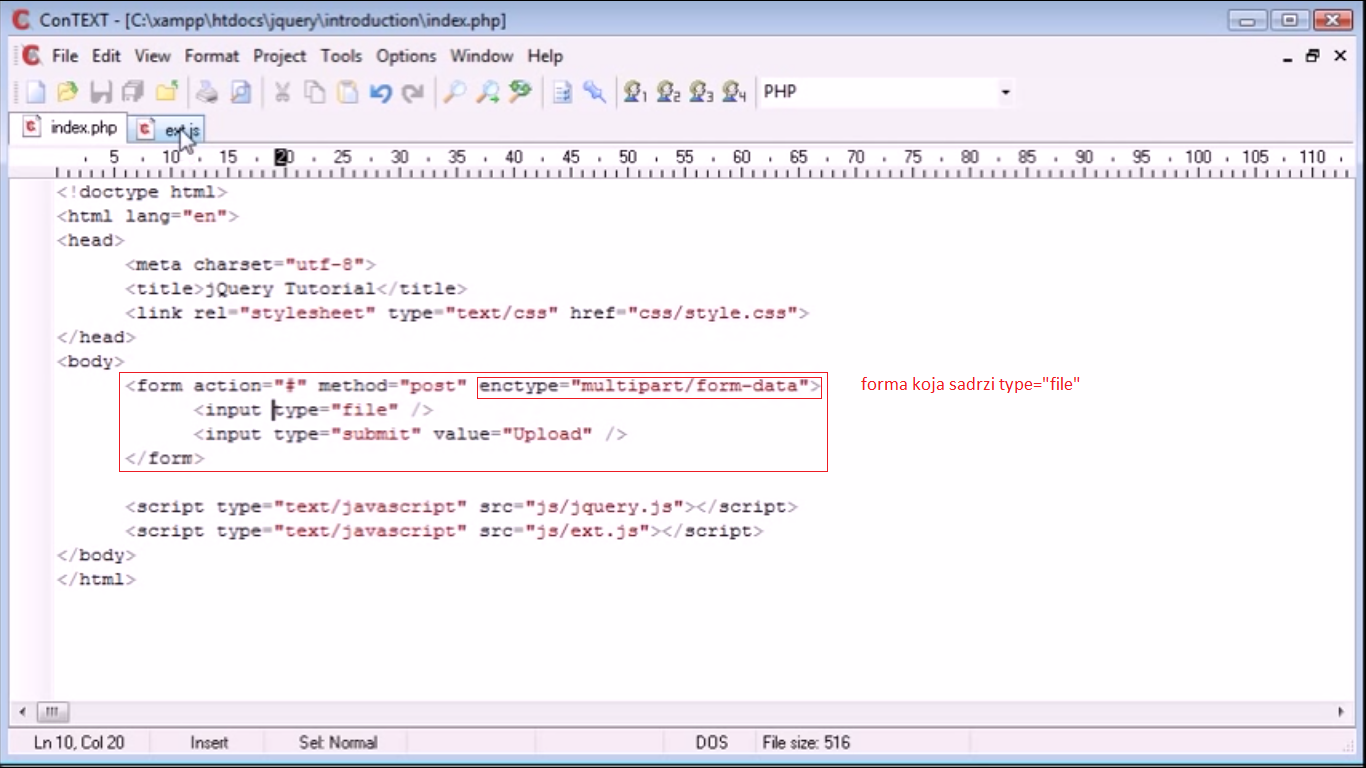 ConTEXT - [C:\xampp\htdocs\jquery\introduction\index.php]
File Edit View Format Project Tools Options Window Help
1 2 3 4 PHP
index.php ext.js
5 10 15 20 25 30 35 40 45 50 55 60 65 70 75 80 85 90 95 100 105 110
<!doctype html>
<html lang="en">
<head>
<meta charset="utf-8">
<title>jQuery Tutorial</title>
<link rel="stylesheet" type="text/css" href="css/style.css">
</head>
<body>
<form action="#" method="post" enctype="multipart/form-data"> forma koja sadrzi type="file"
<input type="file" />
<input type="submit" value="Upload" />
</form>
<script type="text/javascript" src="js/jquery.js"></script>
<script type="text/javascript" src="js/ext.js"></script>
</body>
</html>
Ln 10, Col 20 Insert Sel: Normal DOS File size: 516